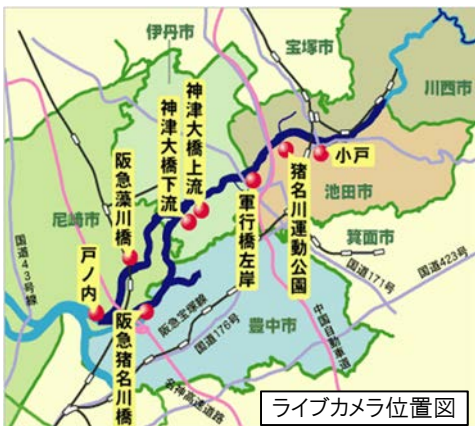 伊丹市
宝塚市
川西市
神津大橋上流
神津大橋下流
小戸
阪急藻川橋
猪名川運動公園
池田市
軍行橋左岸
尼崎市
箕面市
国道43号線
戸ノ内
国道171号
国道423号
阪急宝塚線
豊中市
国道176号
阪急猪名川橋
中国自動車道
名神高速道路
ライブカメラ位置図